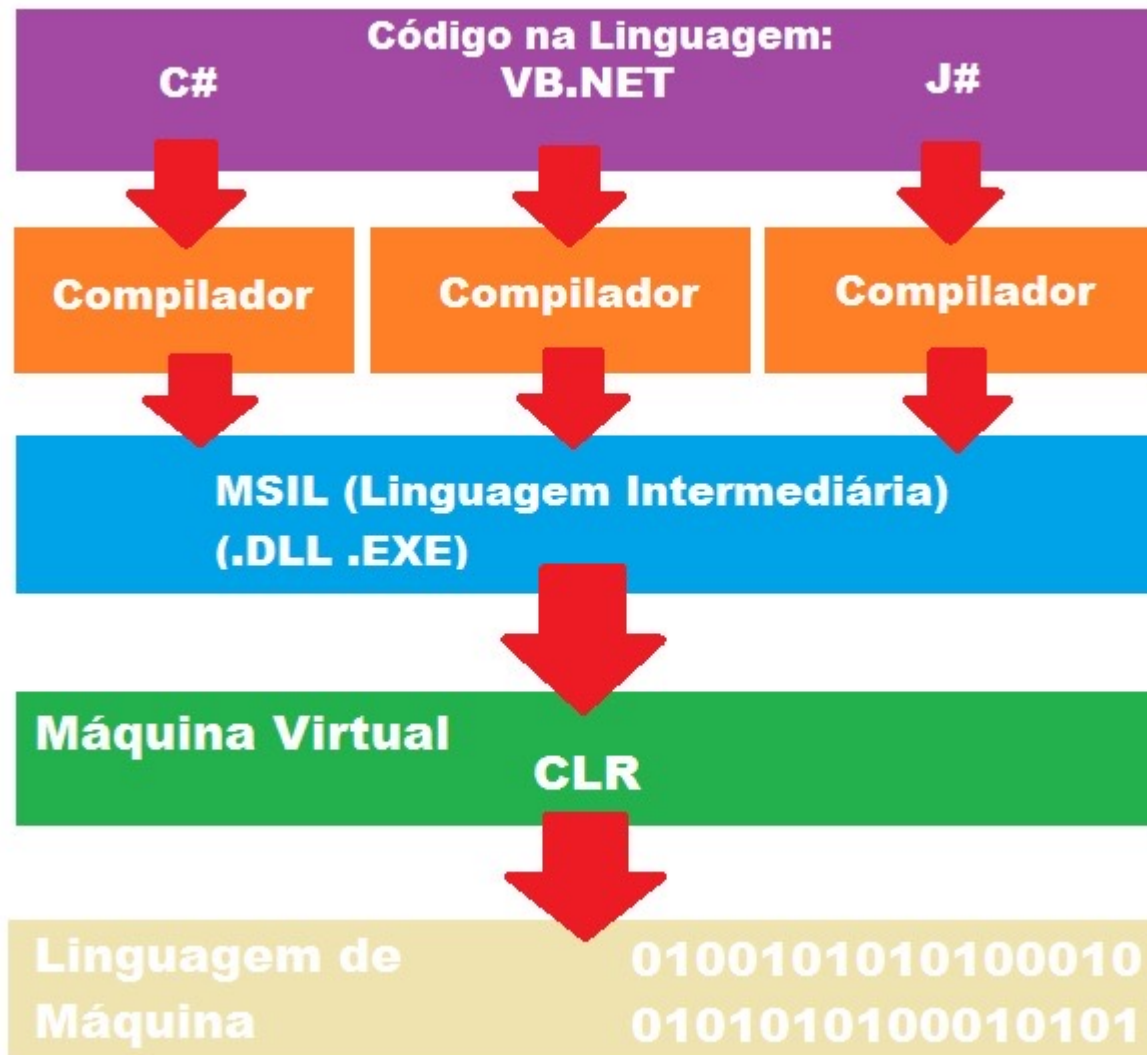 Código na Linguagem:
C# VB.NET J#
Compilador Compilador Compilador
MSIL (Linguagem Intermediária)
(.DLL .EXE)
Máquina Virtual
CLR
Linguagem de 0100101010100010
Máquina 0101010100010101